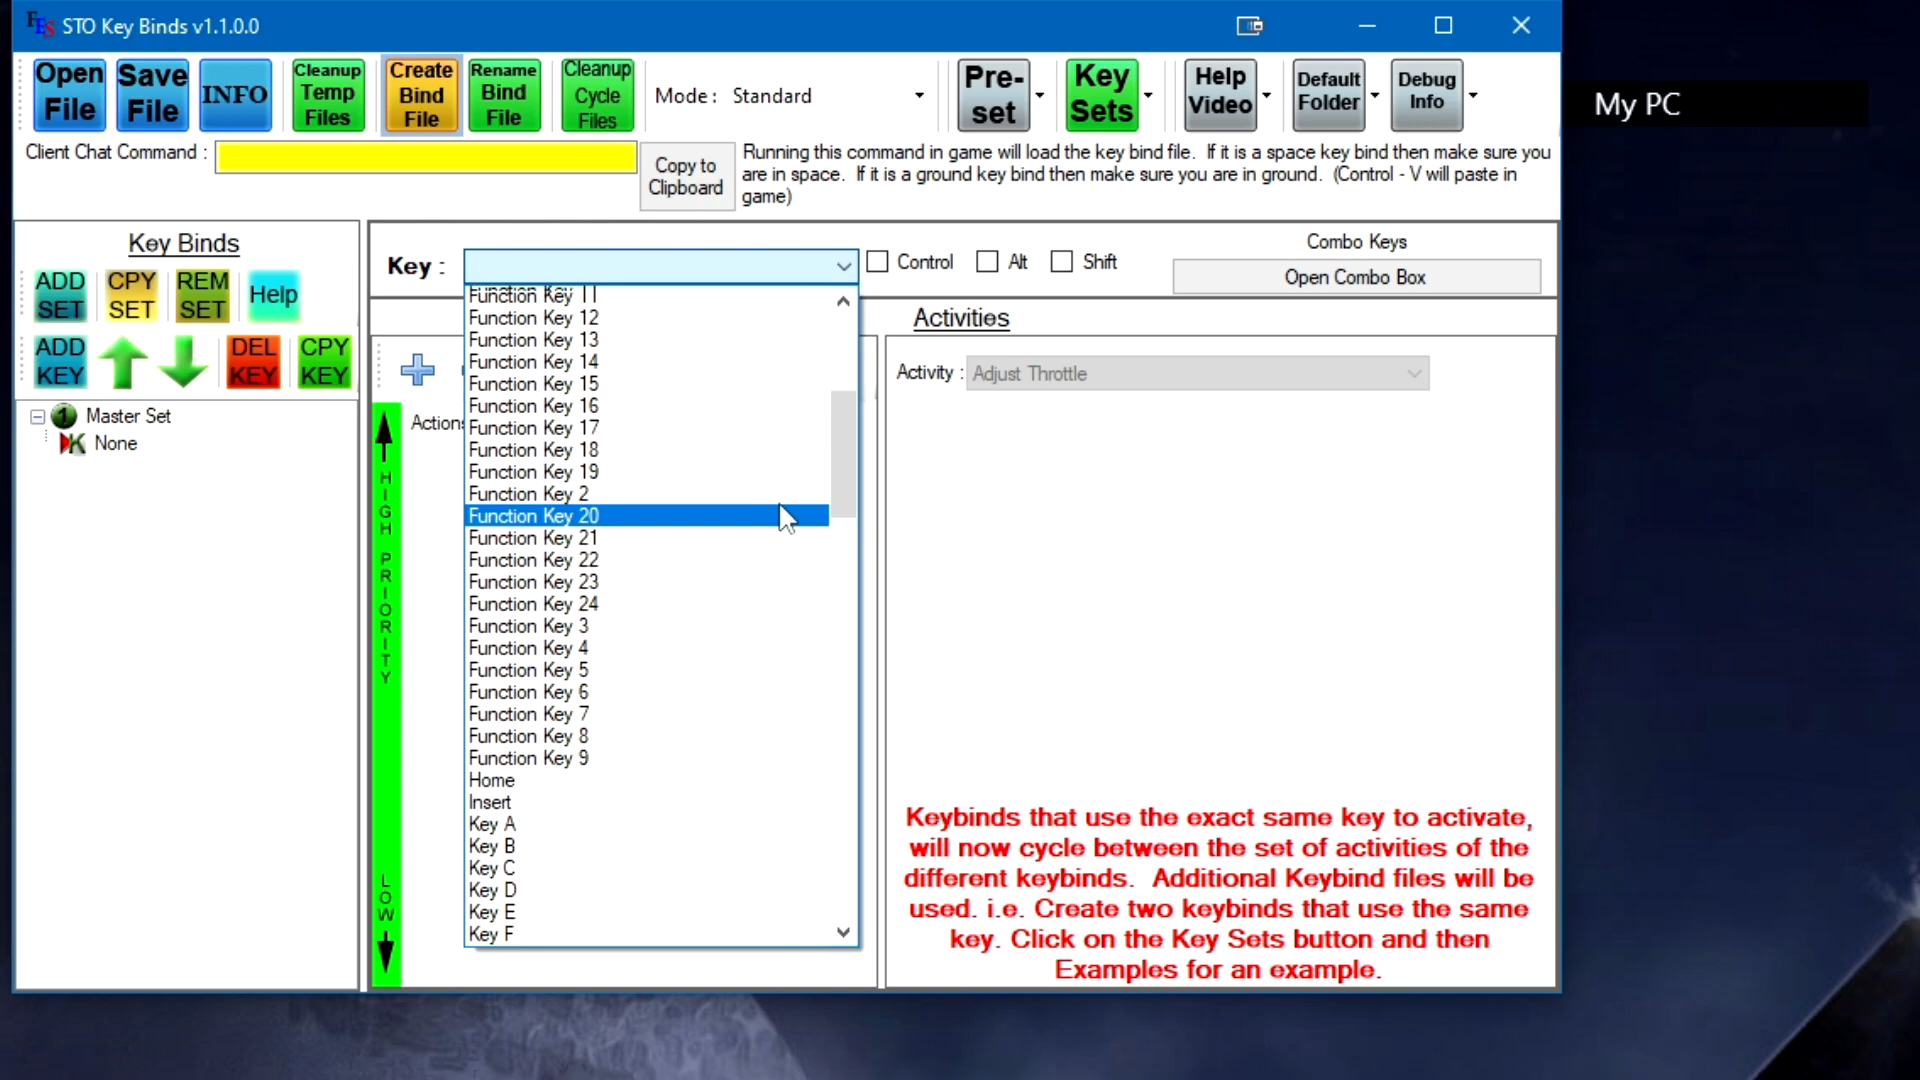 FES STO Key Binds v1.1.0.0
Open File
Save File
INFO
Cleanup Temp Files
Create Bind File
Rename Bind File
Cleanup Cycle Files
Mode: Standard
Pre-set
Key Sets
Help Video
Default Folder
Debug Info
My PC
Client Chat Command :
Copy to Clipboard
Running this command in game will load the key bind file. If it is a space key bind then make sure you
are in space. If it is a ground key bind then make sure you are in ground. (Control - V will paste in
game)
Key Binds
ADD SET
CPY SET
REM SET
Help
ADD KEY
DEL KEY
CPY KEY
1 Master Set
K None
Key :
Control
Alt
Shift
Combo Keys
Open Combo Box
Activities
Activity : Adjust Throttle
Actions
HIGH PRIORITY
LOW
Function Key 11
Function Key 12
Function Key 13
Function Key 14
Function Key 15
Function Key 16
Function Key 17
Function Key 18
Function Key 19
Function Key 2
Function Key 20
Function Key 21
Function Key 22
Function Key 23
Function Key 24
Function Key 3
Function Key 4
Function Key 5
Function Key 6
Function Key 7
Function Key 8
Function Key 9
Home
Insert
Key A
Key B
Key C
Key D
Key E
Key F
Keybinds that use the exact same key to activate,
will now cycle between the set of activities of the
different keybinds. Additional Keybind files will be
used. i.e. Create two keybinds that use the same
key. Click on the Key Sets button and then
Examples for an example.